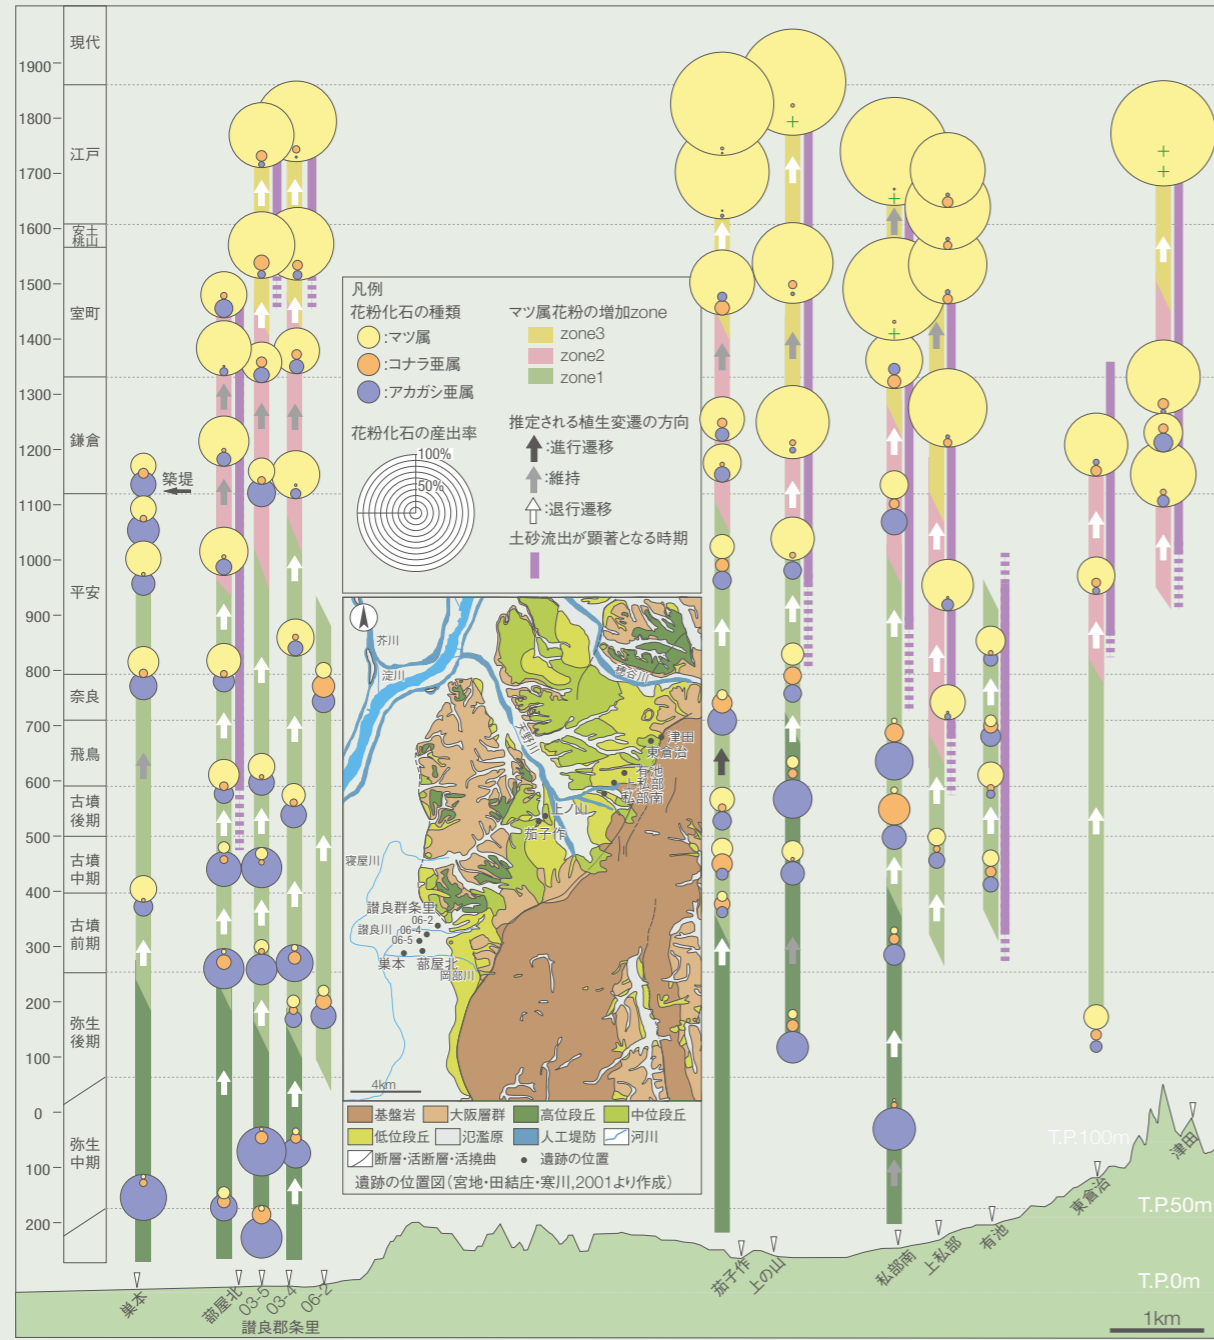 1900
1800
1700
1600
1500
1400
1300
1200
1100
1000
900
800
700
600
500
400
300
200
100
0
100
200
現代
江戸
安土
桃山
室町
鎌倉
平安
奈良
飛鳥
古墳
後期
古墳
中期
古墳
前期
弥生
後期
弥生
中期
築堤
凡例
花粉化石の種類
:マツ属
:コナラ亜属
:アカガシ亜属
花粉化石の産出率
100%
50%
マツ属花粉の増加zone
zone3
zone2
zone1
推定される植生変遷の方向
:進行遷移
:維持
:退行遷移
土砂流出が顕著となる時期
芥川
淀川
穂谷川
天野川
津田
東倉治
有池
上私部
私部南
上ノ山
茄子作
寝屋川
讃良群条里
06-2
讃良川
06-4
06-5
巣本
蔀屋北
岡部川
4km
基盤岩
大阪層群
高位段丘
中位段丘
低位段丘
氾濫原
人工堤防
河川
断層・活断層・活撓曲
遺跡の位置
遺跡の位置図(宮地・田結庄・寒川,2001より作成)
T.P.100m
T.P.50m
T.P.0m
巣本
蔀屋北
03-5
03-4
06-2
讃良郡条里
茄子作
上の山
私部南
上私部
有池
東倉治
津田
1km